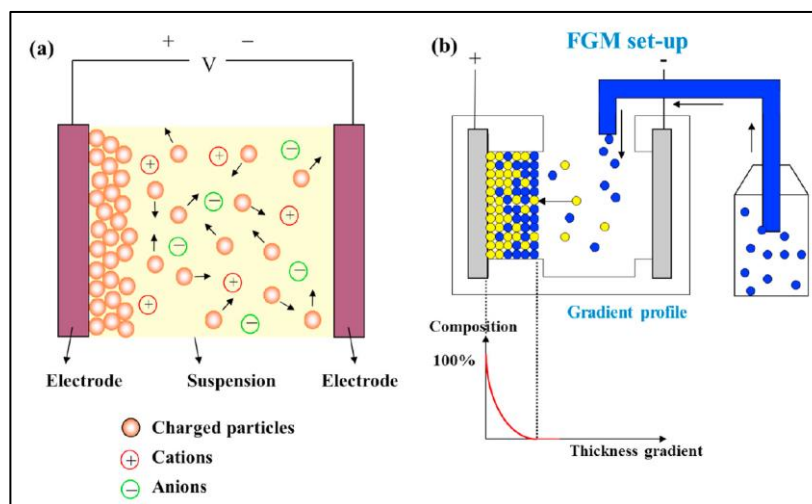 (a)
+ −
V
+
−
+
−
+
−
+
−
+
−
Electrode
Suspension
Electrode
Charged particles
+ Cations
− Anions
(b)
FGM set-up
+
-
Gradient profile
Composition
100%
Thickness gradient